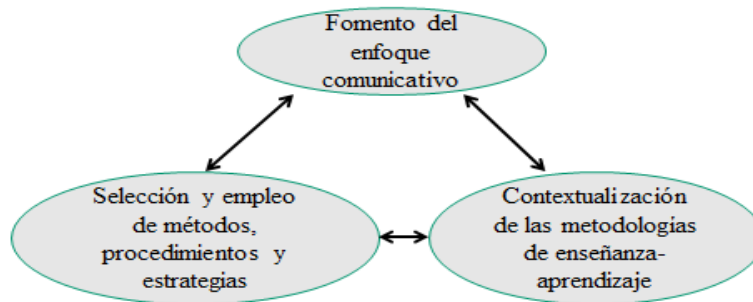 Fomento del
enfoque
comunicativo
Selección y empleo
de métodos,
procedimientos y
estrategias
Contextualización
de las metodologías
de enseñanza-
aprendizaje